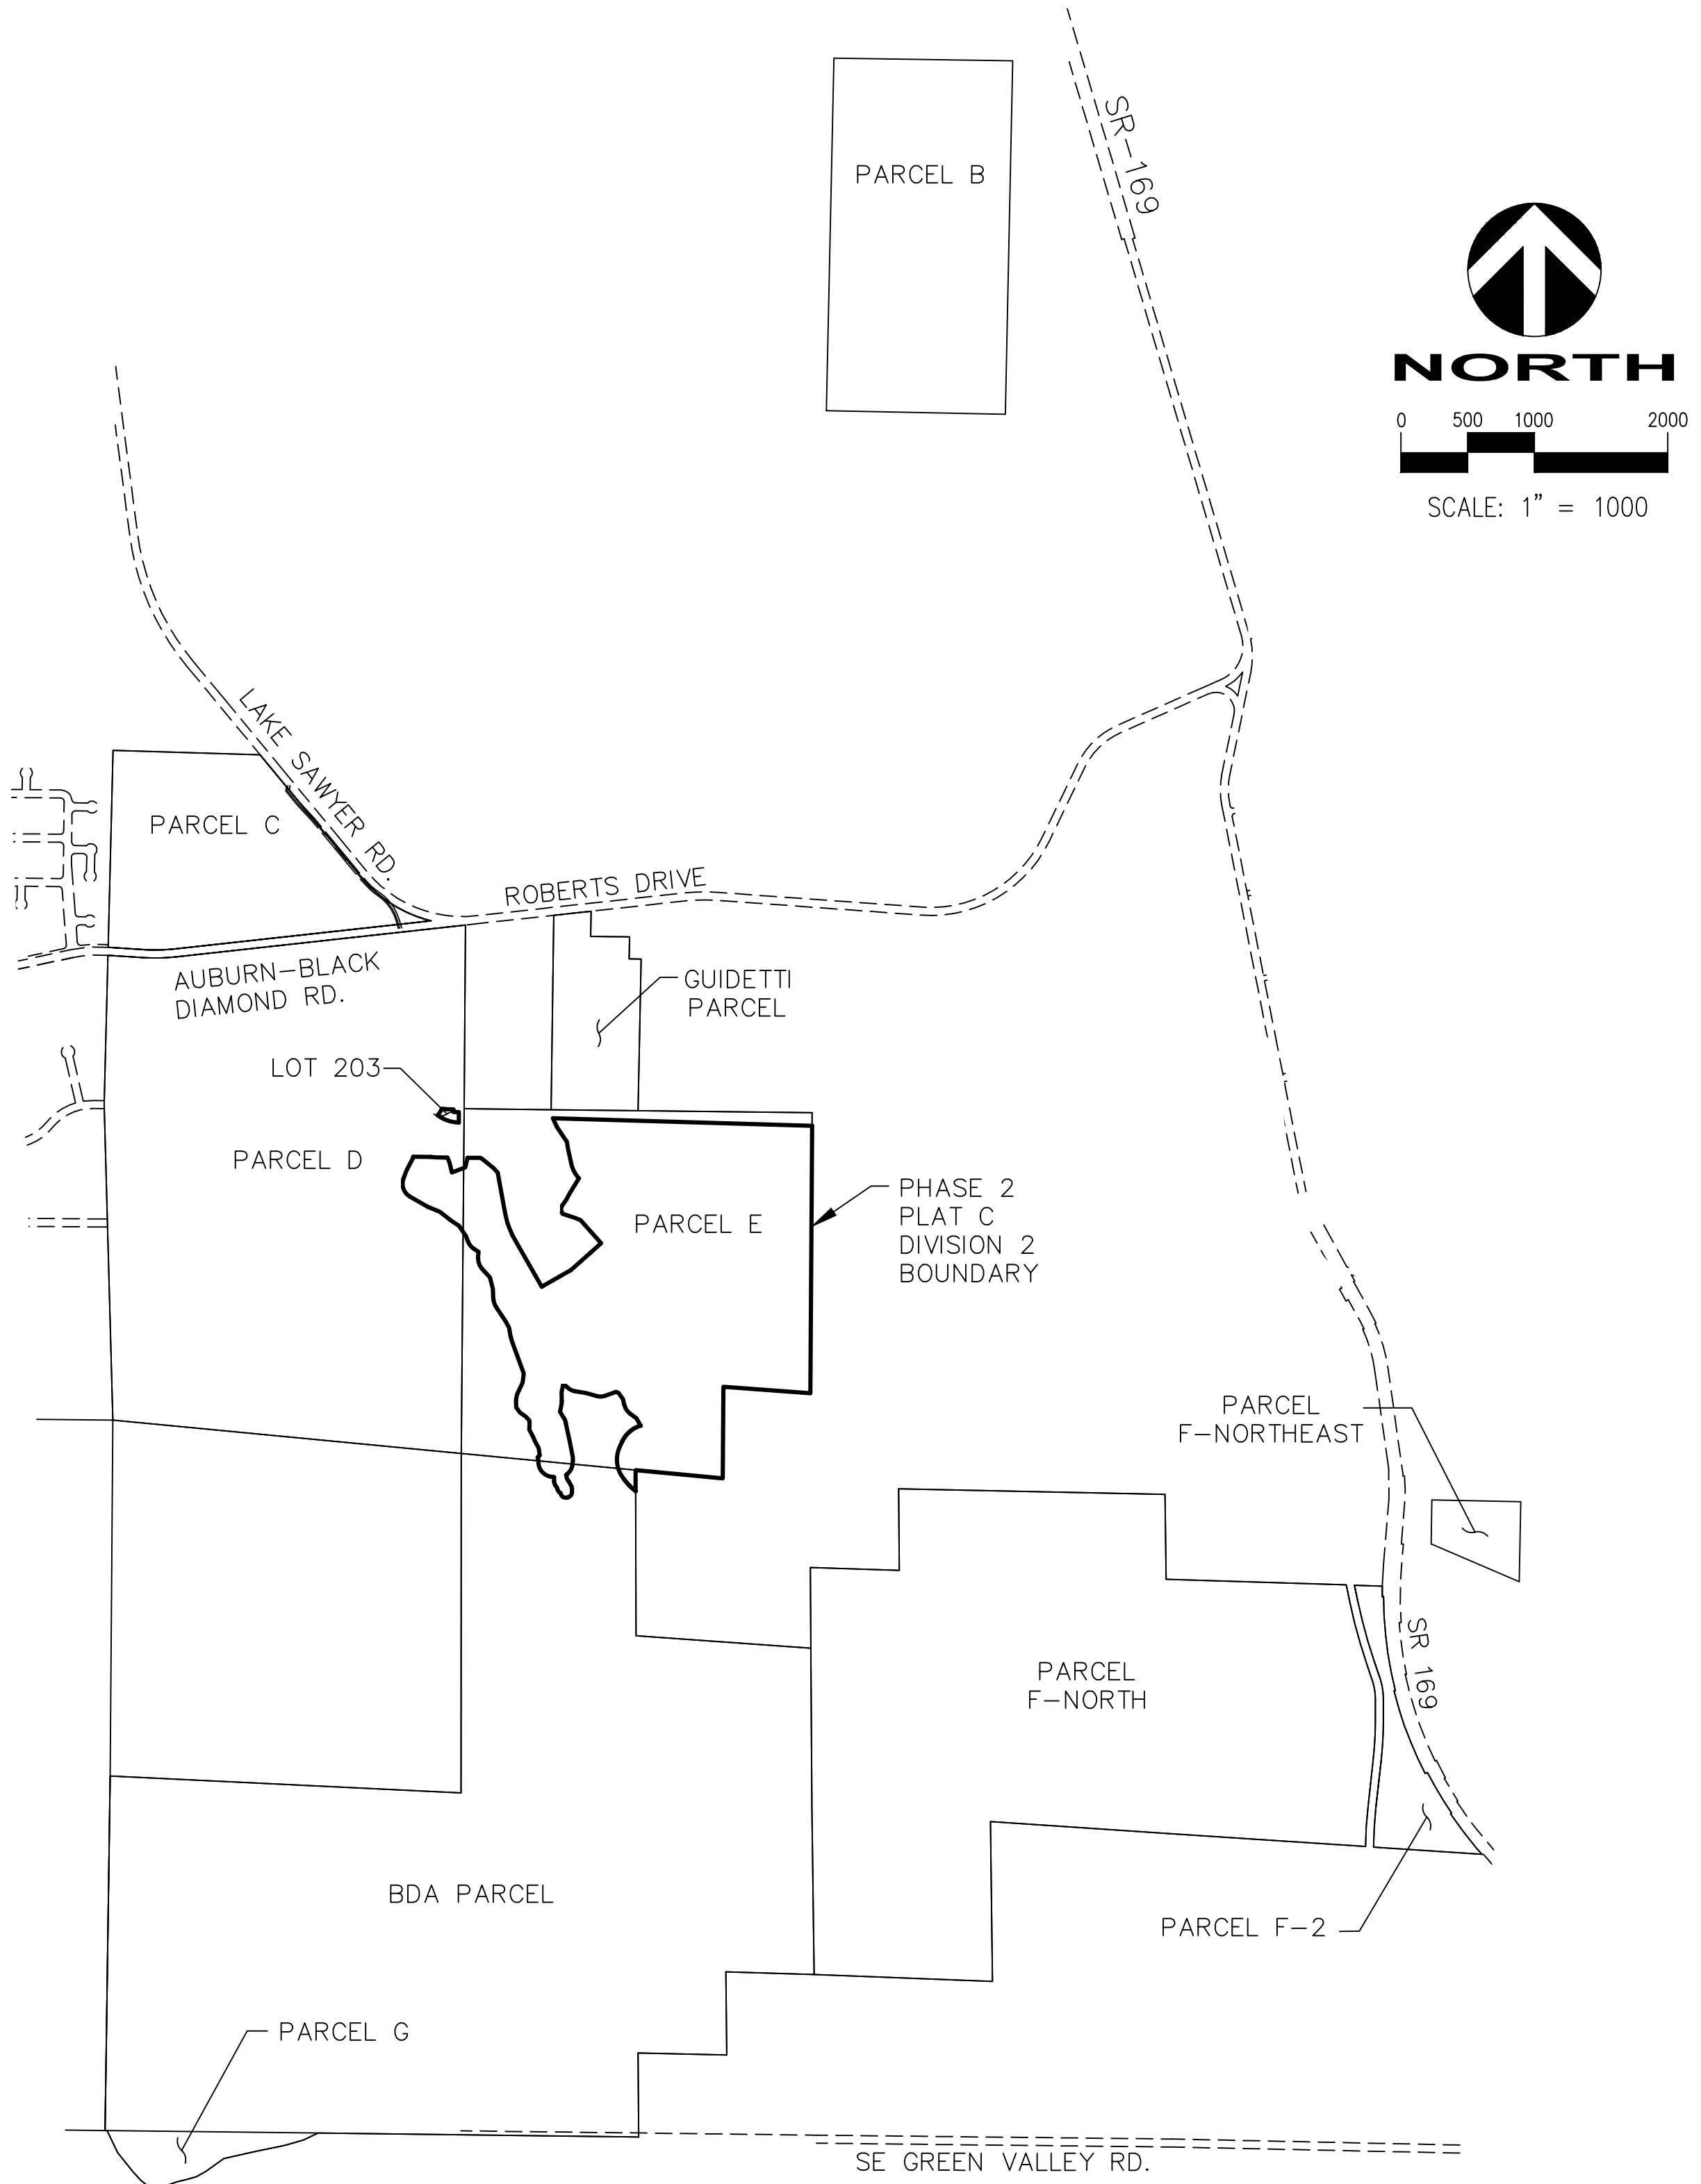 SR-169
PARCEL B
NORTH
0 500 1000 2000
SCALE: 1" = 1000
LAKE SAWYER RD.
PARCEL C
ROBERTS DRIVE
AUBURN-BLACK
DIAMOND RD.
GUIDETTI
PARCEL
LOT 203
PARCEL D
PARCEL E
PHASE 2
PLAT C
DIVISION 2
BOUNDARY
PARCEL
F-NORTHEAST
SR 169
PARCEL
F-NORTH
BDA PARCEL
PARCEL F-2
PARCEL G
SE GREEN VALLEY RD.